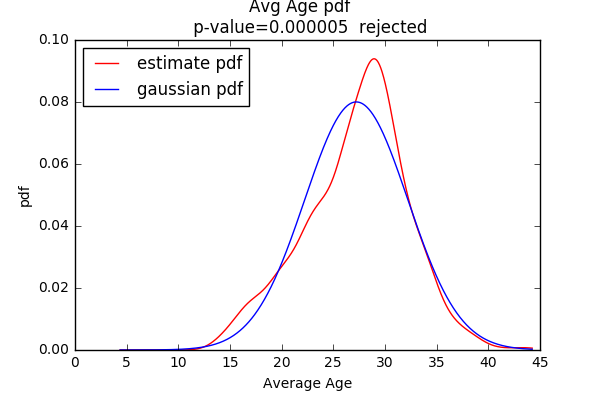 Avg Age pdf
p-value=0.000005  rejected
0.10
estimate pdf
gaussian pdf
0.08
0.06
pdf
0.04
0.02
0.00
0 5 10 15 20 25 30 35 40 45
Average Age